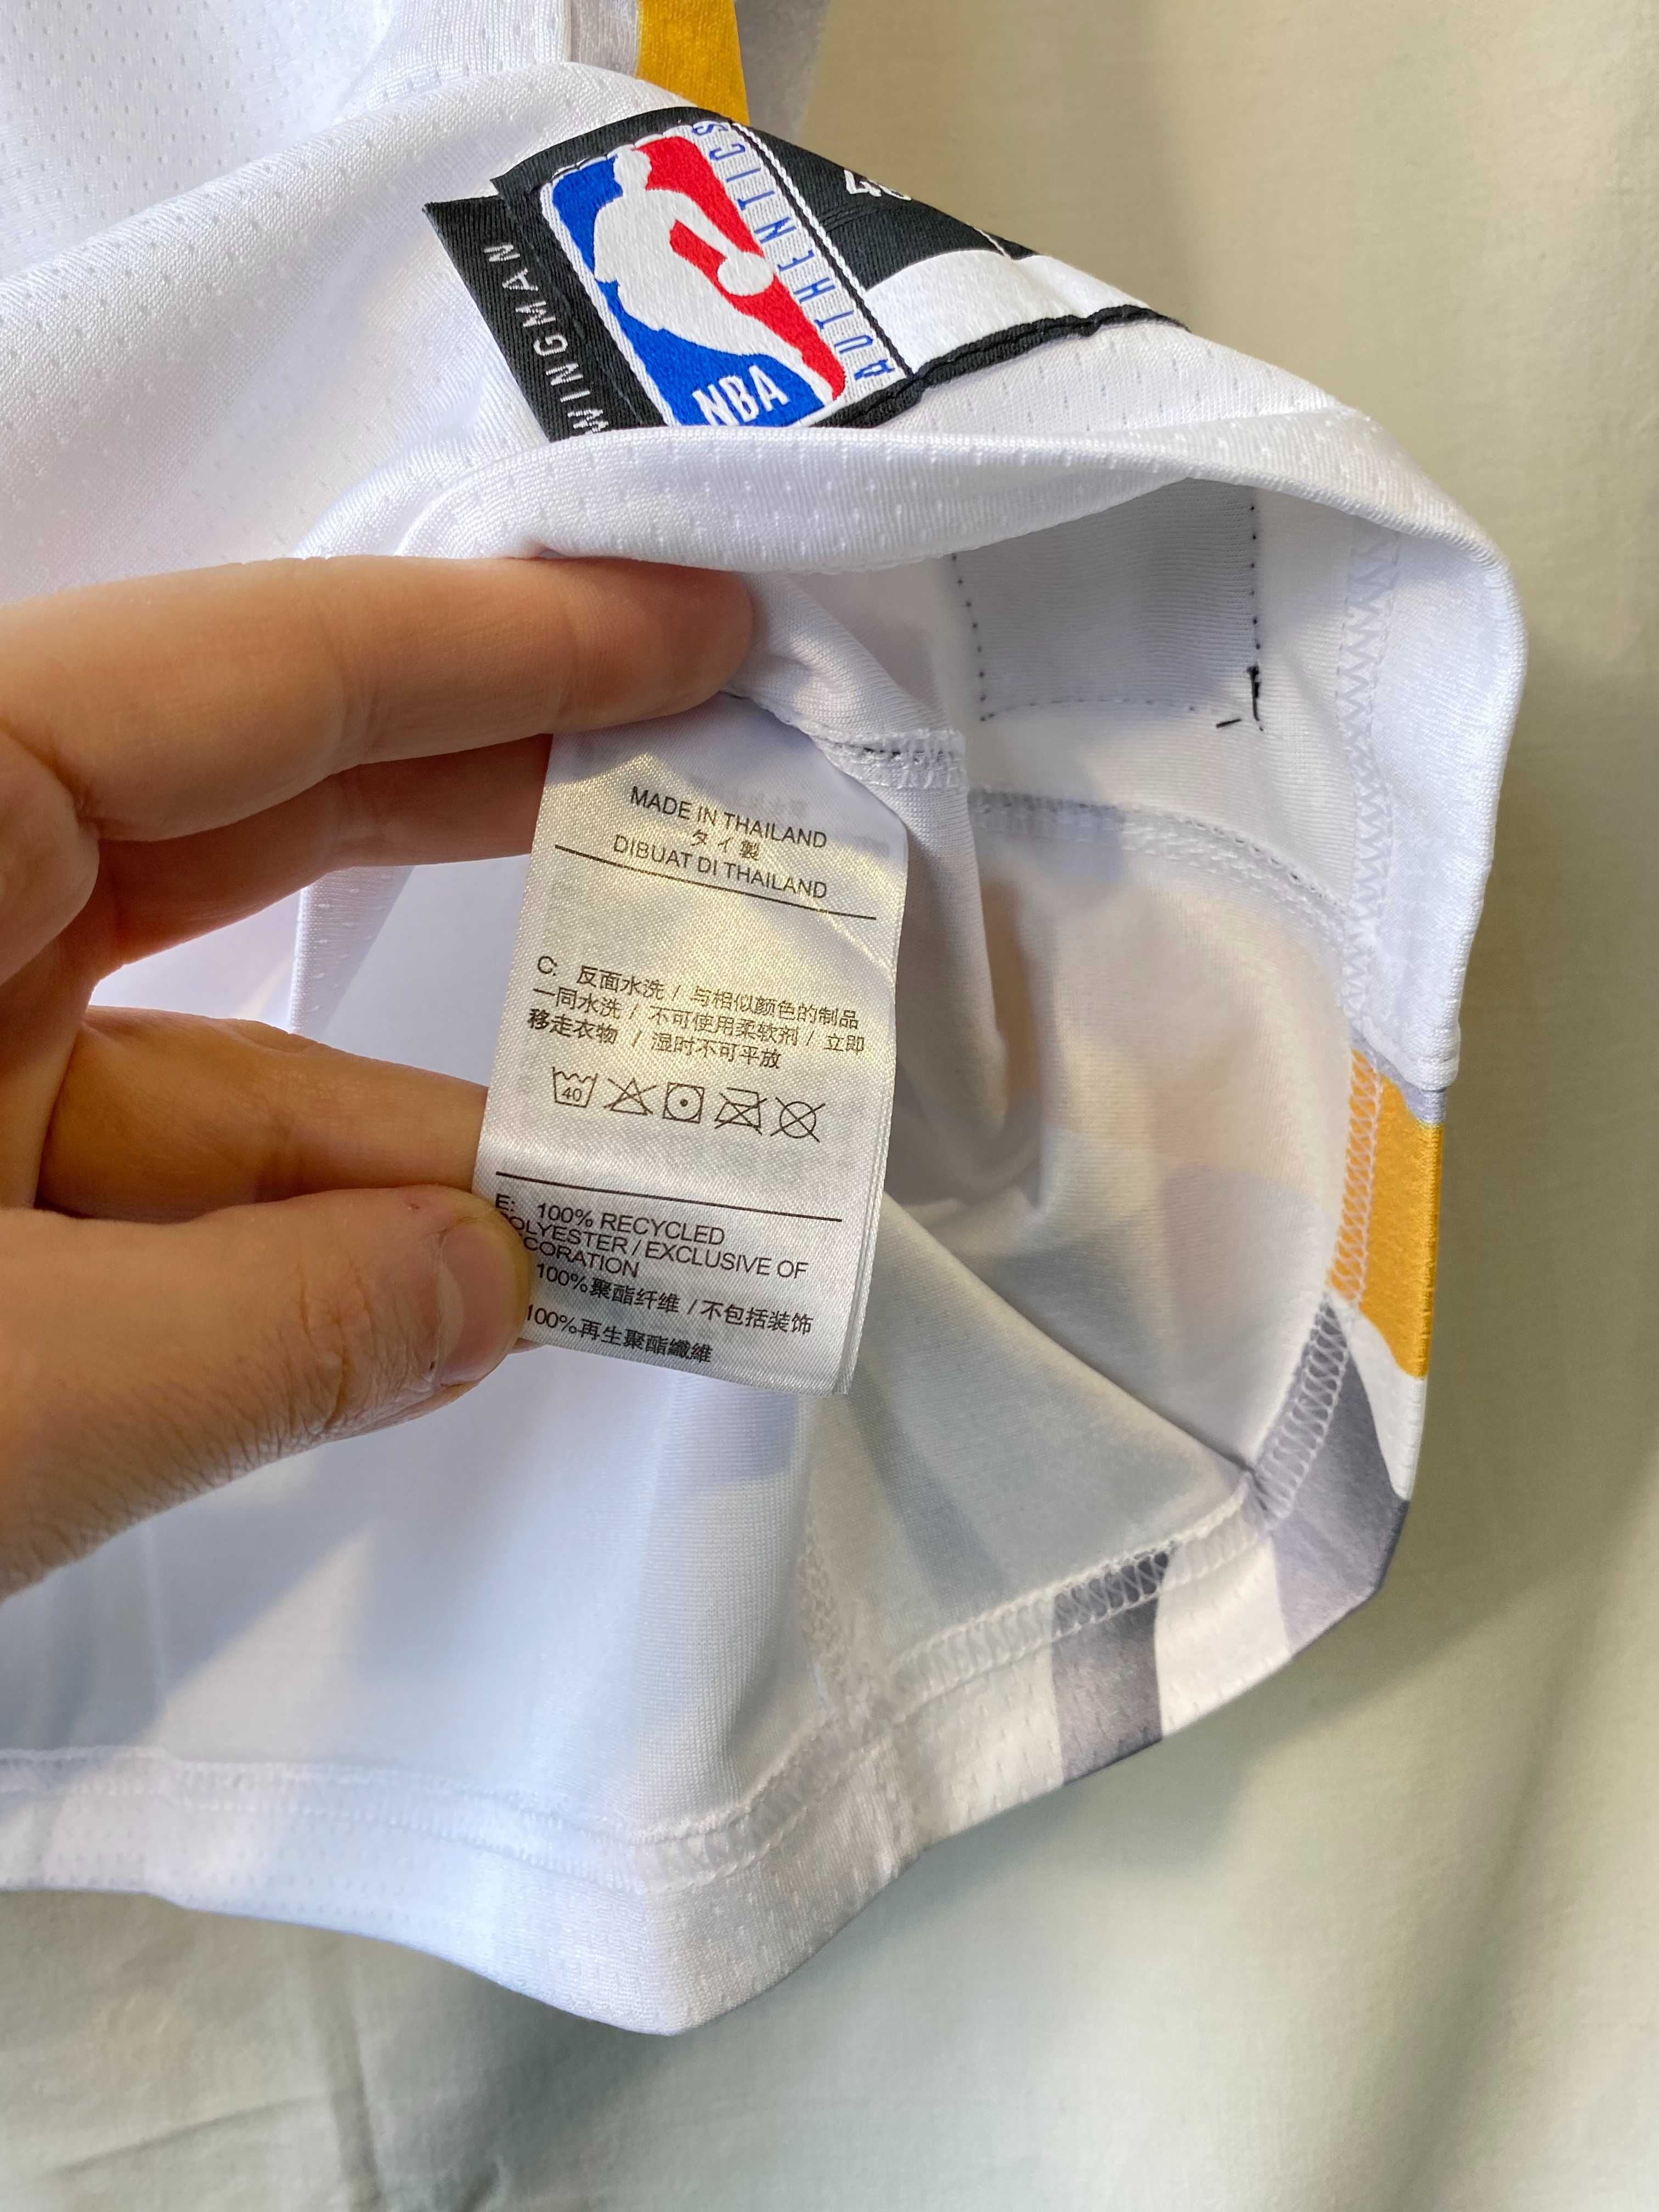 WINGMAN
NBA
AUTHENTICS
MADE IN THAILAND
タイ製
DIBUAT DI THAILAND
C: 反面水洗 / 与相似颜色的制品
一同水洗 / 不可使用柔软剂 / 立即
移走衣物 / 湿时不可平放
40
E: 100% RECYCLED
POLYESTER / EXCLUSIVE OF
CORATION
100%聚酯纤维 / 不包括装饰
100%再生聚酯纖維